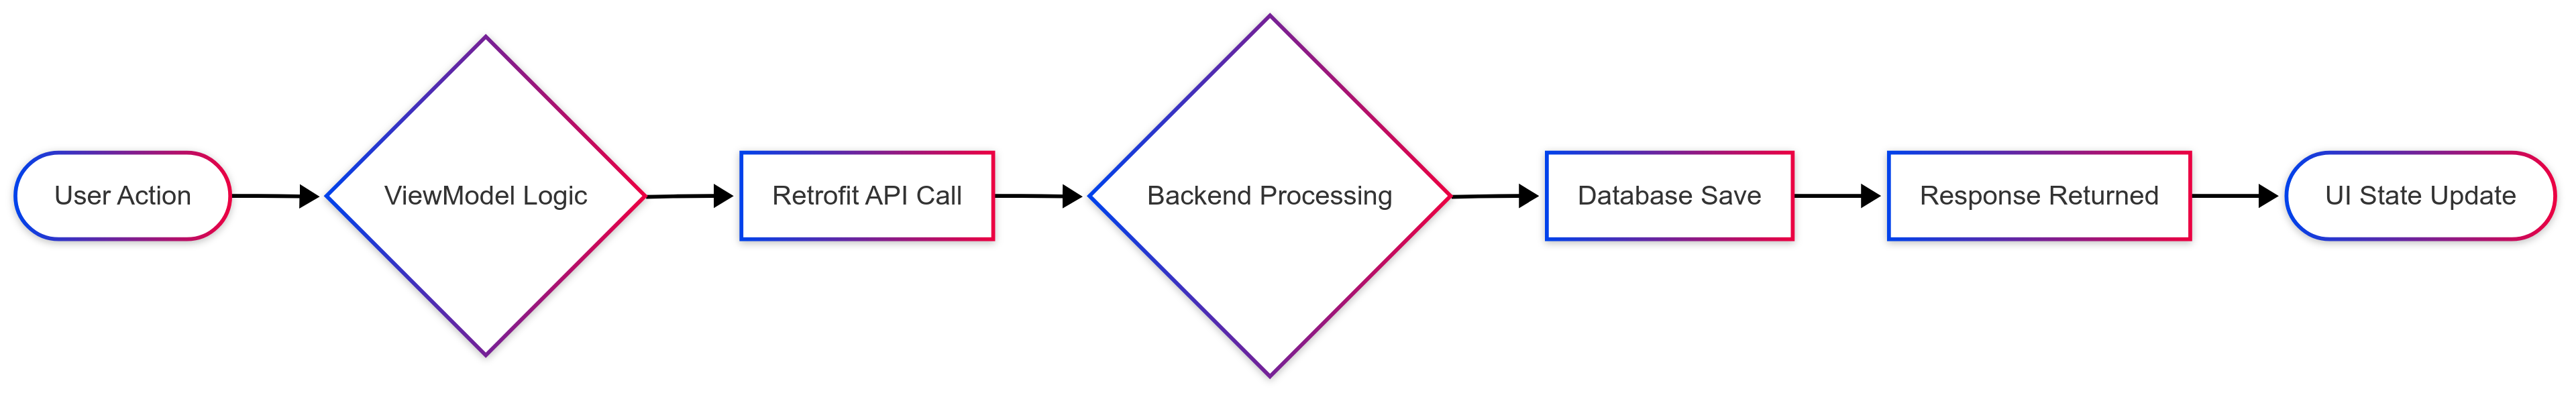 User Action
ViewModel Logic
Retrofit API Call
Backend Processing
Database Save
Response Returned
UI State Update